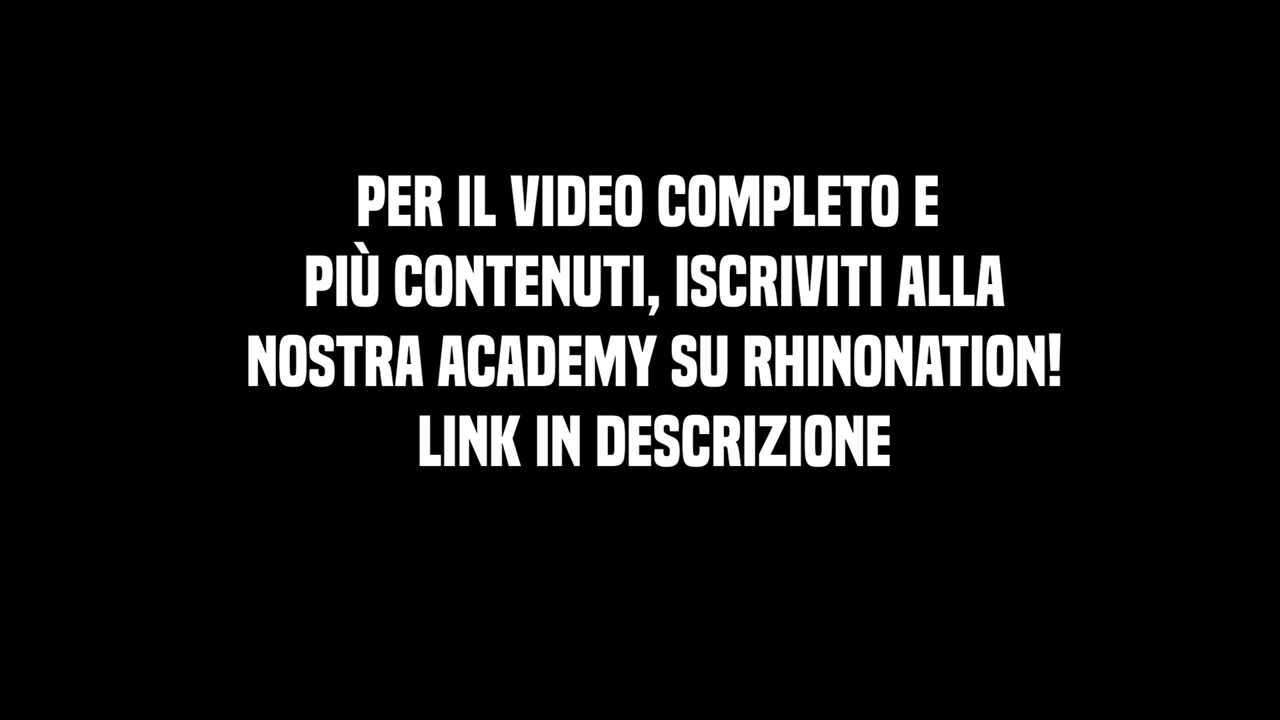 PER IL VIDEO COMPLETO E
PIÙ CONTENUTI, ISCRIVITI ALLA
NOSTRA ACADEMY SU RHINONATION!
LINK IN DESCRIZIONE